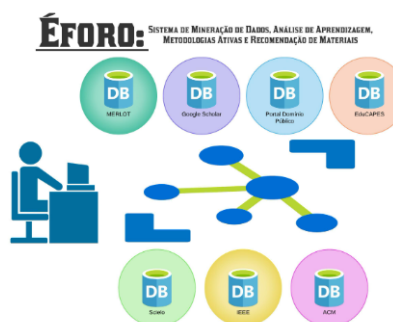 ÉFORO: SISTEMA DE MINERAÇÃO DE DADOS, ANÁLISE DE APRENDIZAGEM,
METODOLOGIAS ATIVAS E RECOMENDAÇÃO DE MATERIAIS
DB DB DB DB
MERLOT Google Scholar Portal Domínio EduCAPES
Público
DB DB DB
Scielo IEEE ACM